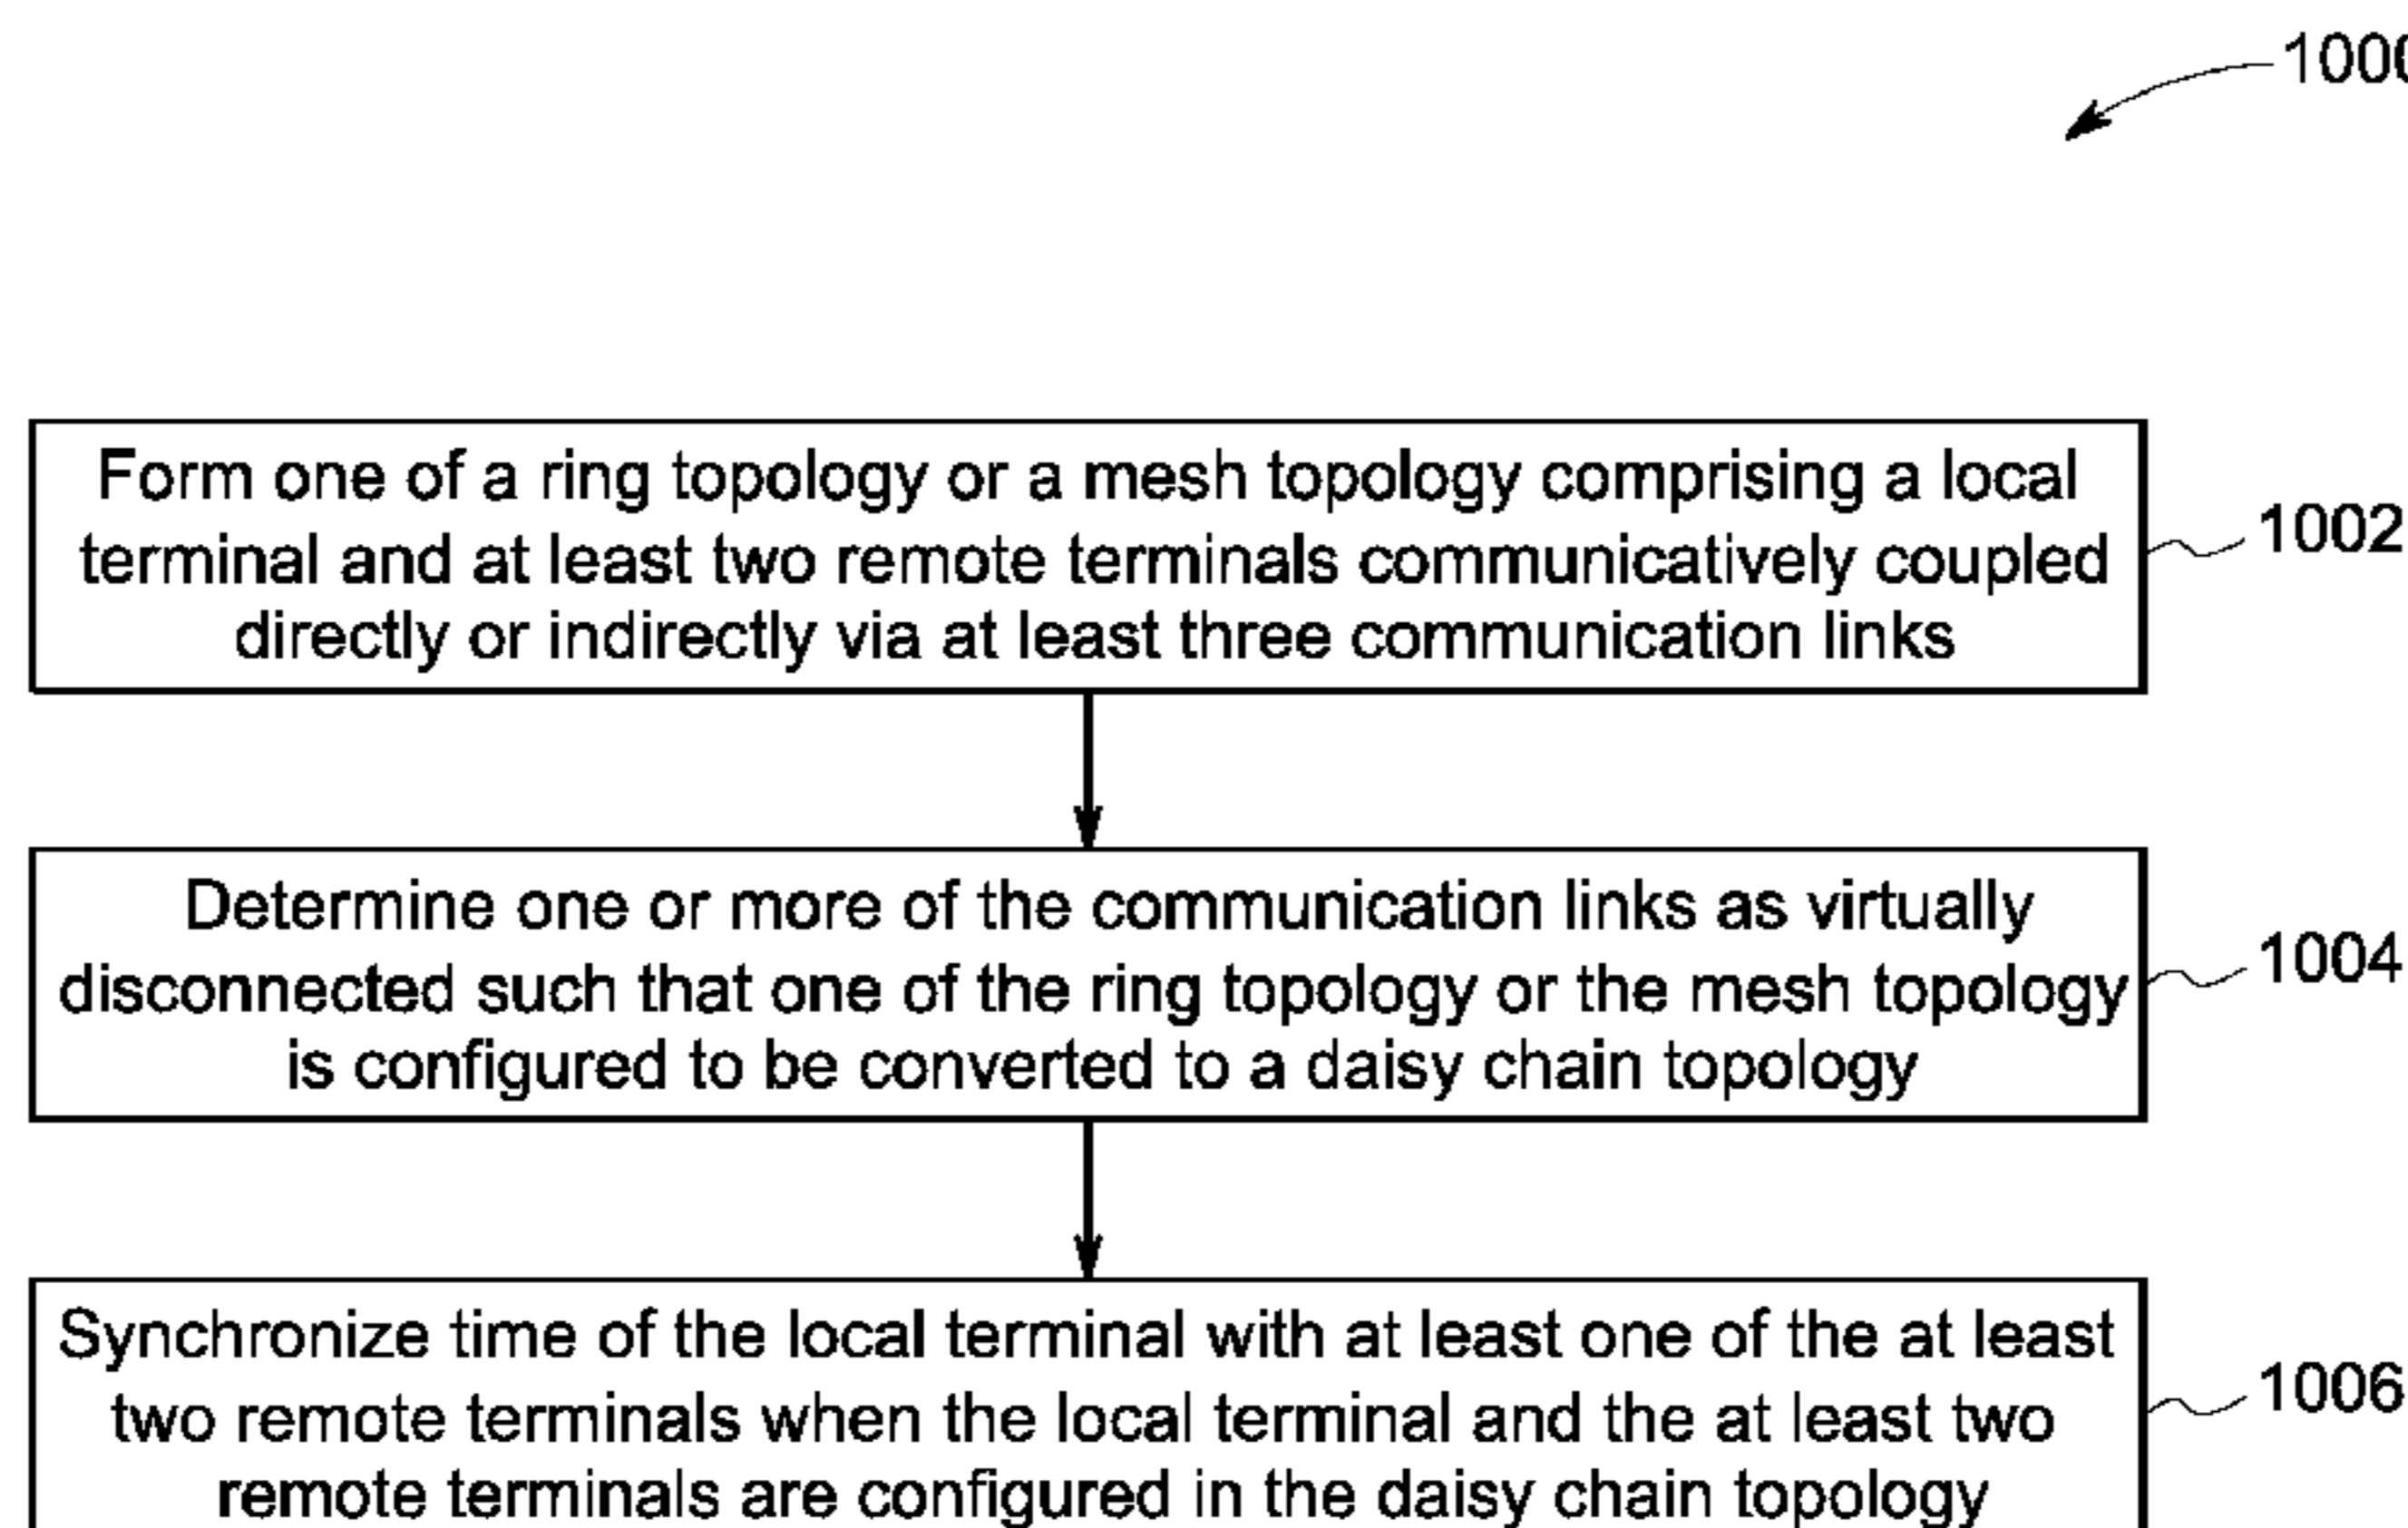 Form one of a ring topology or a mesh topology comprising a local
terminal and at least two remote terminals communicatively coupled
directly or indirectly via at least three communication links
1002
Determine one or more of the communication links as virtually
disconnected such that one of the ring topology or the mesh topology
is configured to be converted to a daisy chain topology
1004
Synchronize time of the local terminal with at least one of the at least
two remote terminals when the local terminal and the at least two
remote terminals are configured in the daisy chain topology
1006